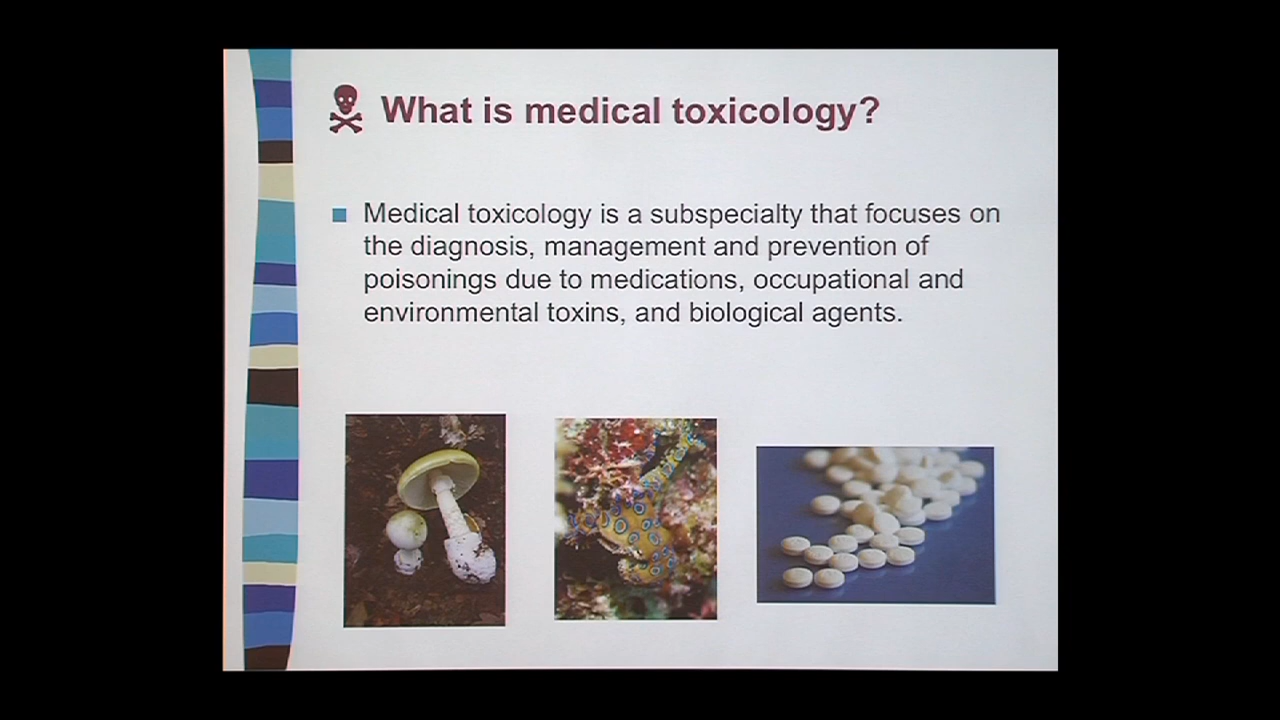 What is medical toxicology?
Medical toxicology is a subspecialty that focuses on
the diagnosis, management and prevention of
poisonings due to medications, occupational and
environmental toxins, and biological agents.